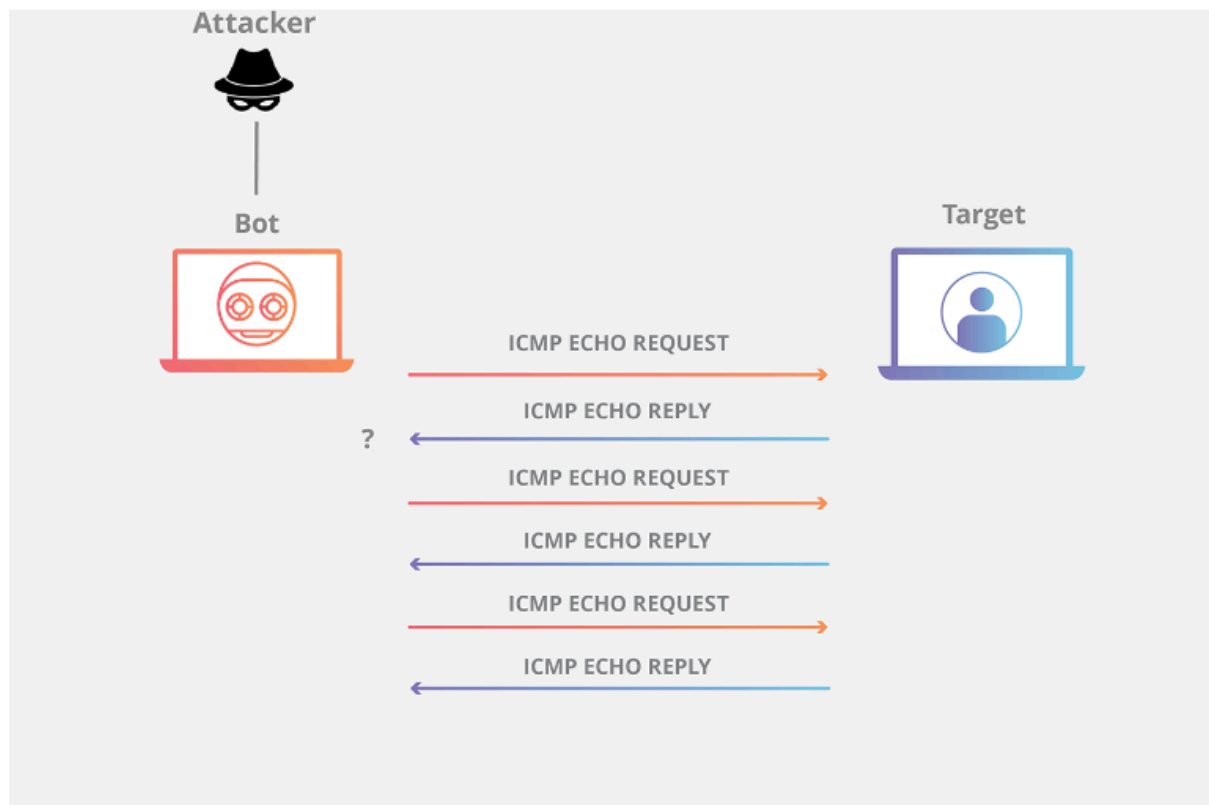 Attacker
Bot
Target
ICMP ECHO REQUEST
ICMP ECHO REPLY
?
ICMP ECHO REQUEST
ICMP ECHO REPLY
ICMP ECHO REQUEST
ICMP ECHO REPLY